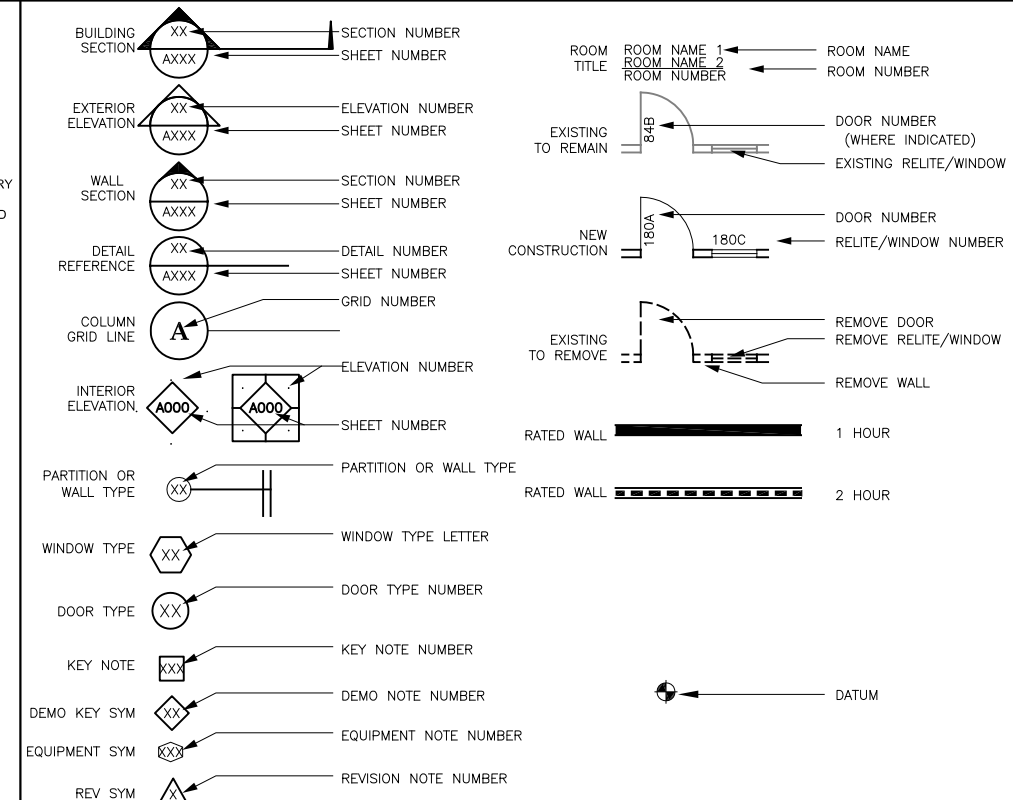 BUILDING
SECTION
XX
AXXX
SECTION NUMBER
SHEET NUMBER
EXTERIOR
ELEVATION
XX
AXXX
ELEVATION NUMBER
SHEET NUMBER
WALL
SECTION
XX
AXXX
SECTION NUMBER
SHEET NUMBER
DETAIL
REFERENCE
XX
AXXX
DETAIL NUMBER
SHEET NUMBER
COLUMN
GRID LINE
A
GRID NUMBER
INTERIOR
ELEVATION
A000
A000
ELEVATION NUMBER
SHEET NUMBER
PARTITION OR
WALL TYPE
XX
PARTITION OR WALL TYPE
WINDOW TYPE
XX
WINDOW TYPE LETTER
DOOR TYPE
XX
DOOR TYPE NUMBER
KEY NOTE
XXX
KEY NOTE NUMBER
DEMO KEY SYM
XX
DEMO NOTE NUMBER
EQUIPMENT SYM
XXX
EQUIPMENT NOTE NUMBER
REV SYM
X
REVISION NOTE NUMBER
ROOM
TITLE
ROOM NAME 1
ROOM NAME 2
ROOM NUMBER
ROOM NAME
ROOM NUMBER
EXISTING
TO REMAIN
84B
DOOR NUMBER
(WHERE INDICATED)
EXISTING RELITE/WINDOW
NEW
CONSTRUCTION
180A
180C
DOOR NUMBER
RELITE/WINDOW NUMBER
EXISTING
TO REMOVE
REMOVE DOOR
REMOVE RELITE/WINDOW
REMOVE WALL
RATED WALL
1 HOUR
RATED WALL
2 HOUR
DATUM